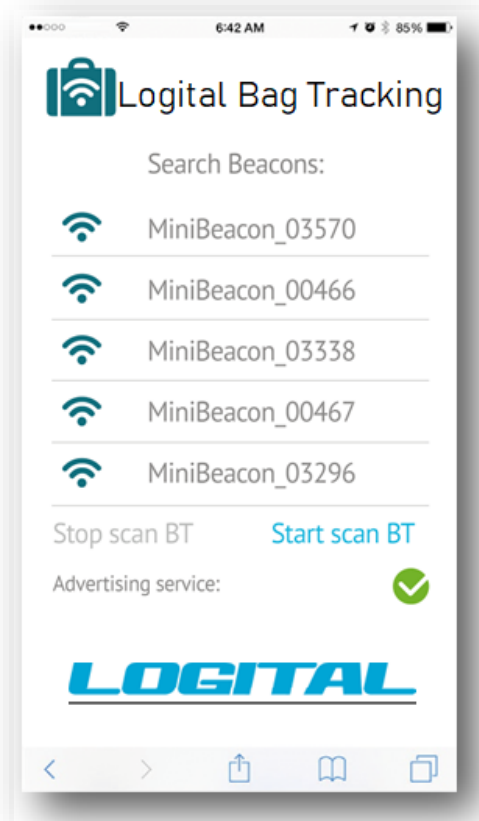 6:42 AM 85%
Logital Bag Tracking
Search Beacons:
MiniBeacon_03570
MiniBeacon_00466
MiniBeacon_03338
MiniBeacon_00467
MiniBeacon_03296
Stop scan BT Start scan BT
Advertising service:
LOGITAL